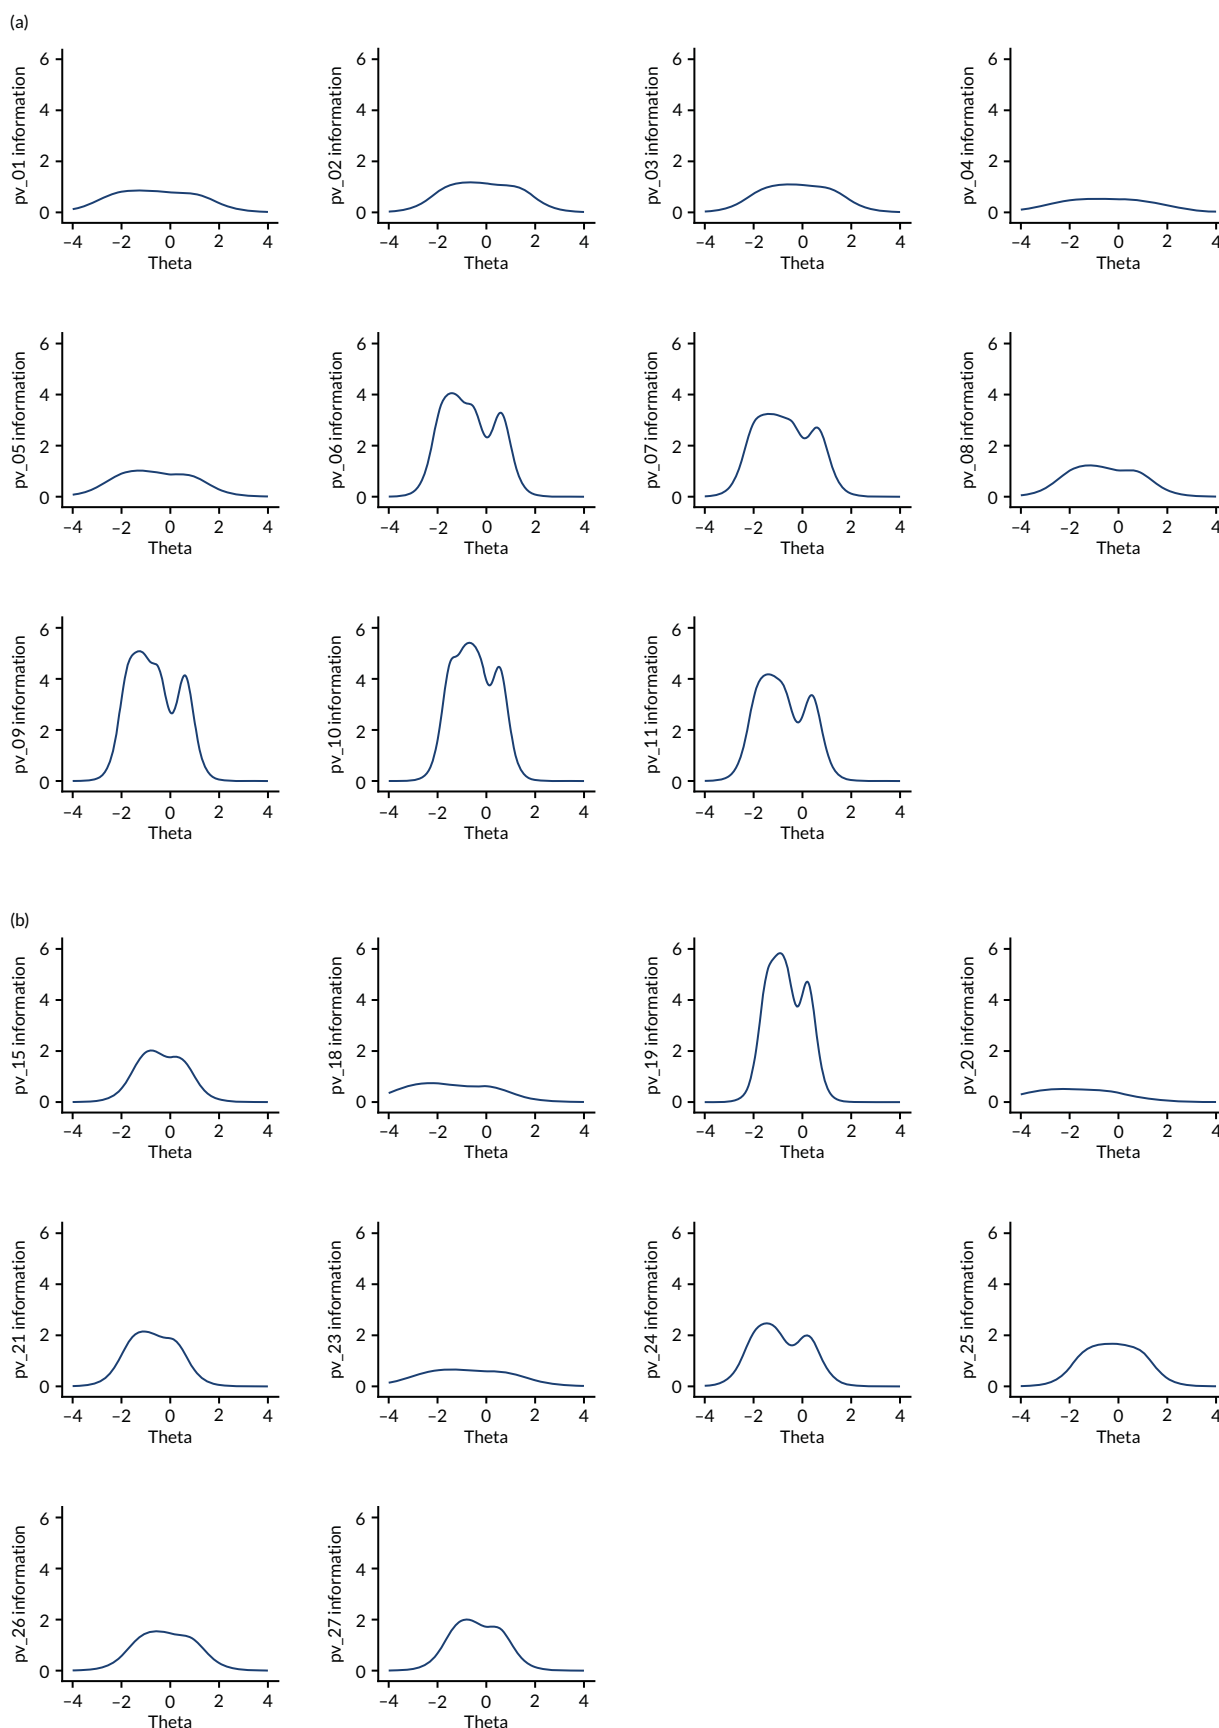 (a)
pv_01 information
6
4
2
0
−4 −2 0 2 4
Theta
pv_02 information
6
4
2
0
−4 −2 0 2 4
Theta
pv_03 information
6
4
2
0
−4 −2 0 2 4
Theta
pv_04 information
6
4
2
0
−4 −2 0 2 4
Theta
pv_05 information
6
4
2
0
−4 −2 0 2 4
Theta
pv_06 information
6
4
2
0
−4 −2 0 2 4
Theta
pv_07 information
6
4
2
0
−4 −2 0 2 4
Theta
pv_08 information
6
4
2
0
−4 −2 0 2 4
Theta
pv_09 information
6
4
2
0
−4 −2 0 2 4
Theta
pv_10 information
6
4
2
0
−4 −2 0 2 4
Theta
pv_11 information
6
4
2
0
−4 −2 0 2 4
Theta
(b)
pv_15 information
6
4
2
0
−4 −2 0 2 4
Theta
pv_18 information
6
4
2
0
−4 −2 0 2 4
Theta
pv_19 information
6
4
2
0
−4 −2 0 2 4
Theta
pv_20 information
6
4
2
0
−4 −2 0 2 4
Theta
pv_21 information
6
4
2
0
−4 −2 0 2 4
Theta
pv_23 information
6
4
2
0
−4 −2 0 2 4
Theta
pv_24 information
6
4
2
0
−4 −2 0 2 4
Theta
pv_25 information
6
4
2
0
−4 −2 0 2 4
Theta
pv_26 information
6
4
2
0
−4 −2 0 2 4
Theta
pv_27 information
6
4
2
0
−4 −2 0 2 4
Theta